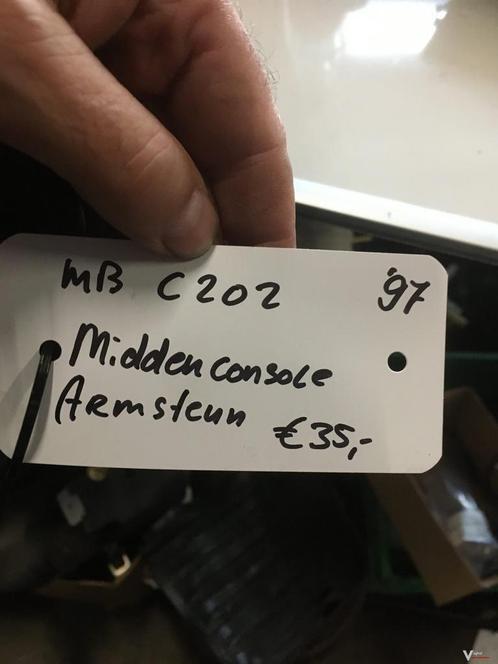 MB C202 '97
Middenconsole
Armsteun €35,-